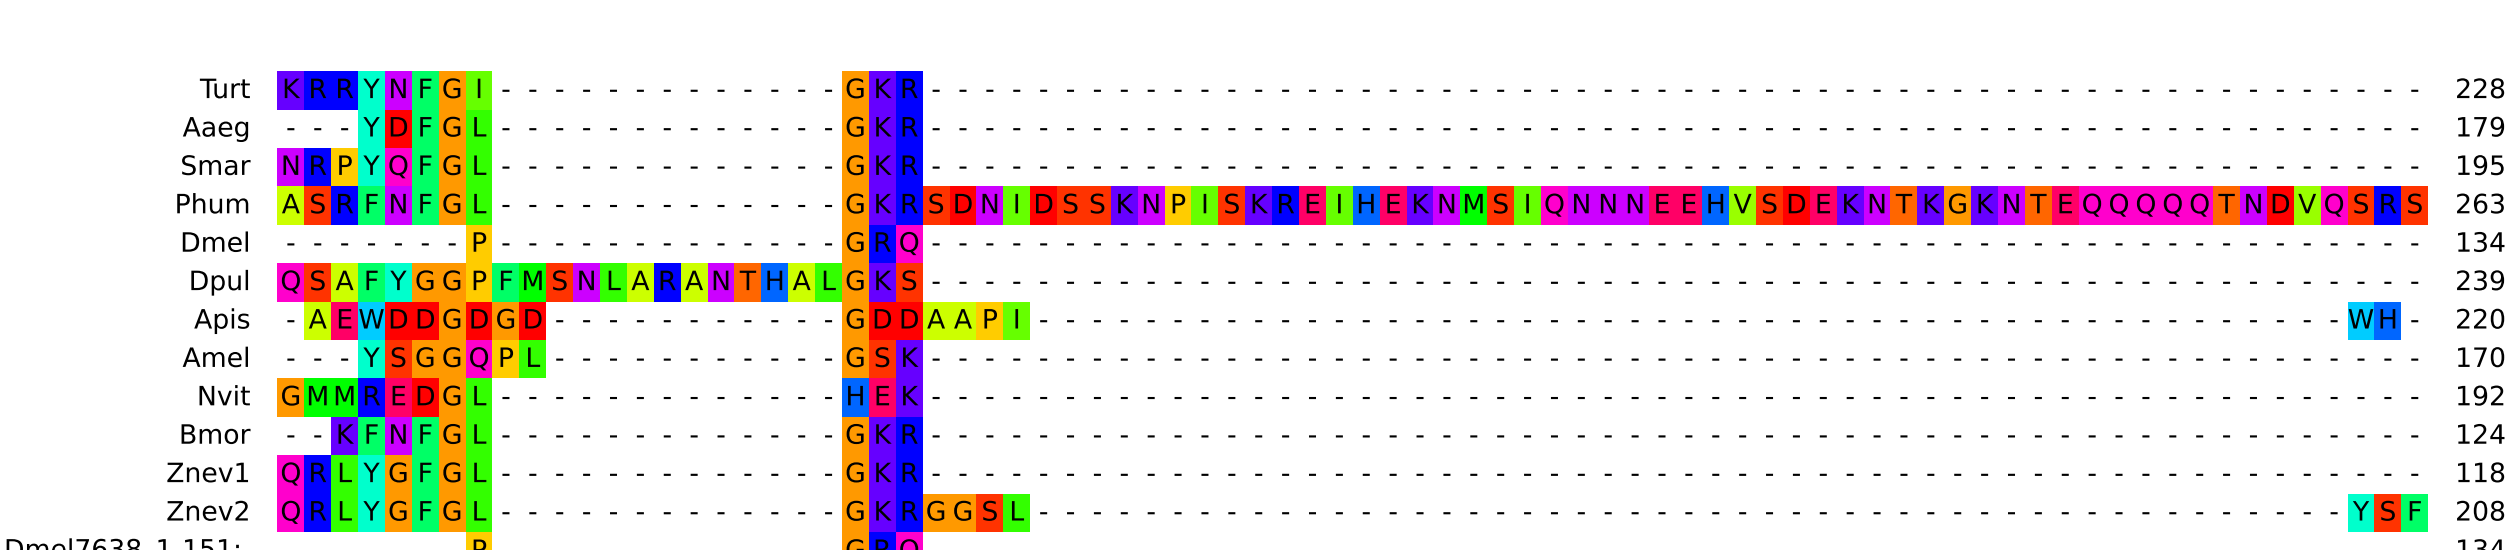 Turt KRRYNFGI-------------GKR-------------------------------------------------------- 228
Aaeg ---YDFGL-------------GKR-------------------------------------------------------- 179
Smar NRPYQFGL-------------GKR-------------------------------------------------------- 195
Phum ASRFNFGL-------------GKRSDNIDSSKNPISKREIHEKNMSIQNNNEEHVSDEKNTKGKNTEQQQQQTNDVQSRS 263
Dmel -------P-------------GRQ-------------------------------------------------------- 134
Dpul QSAFYGGPFMSNLARANTHALGKS-------------------------------------------------------- 239
Apis -AEWDDGDGD-----------GDDAAPI-------------------------------------------------WH- 220
Amel ---YSGGQPL-----------GSK-------------------------------------------------------- 170
Nvit GMMREDGL-------------HEK-------------------------------------------------------- 192
Bmor --KFNFGL-------------GKR-------------------------------------------------------- 124
Znev1 QRLYGFGL-------------GKR-------------------------------------------------------- 118
Znev2 QRLYGFGL-------------GKRGGSL-------------------------------------------------YSF 208